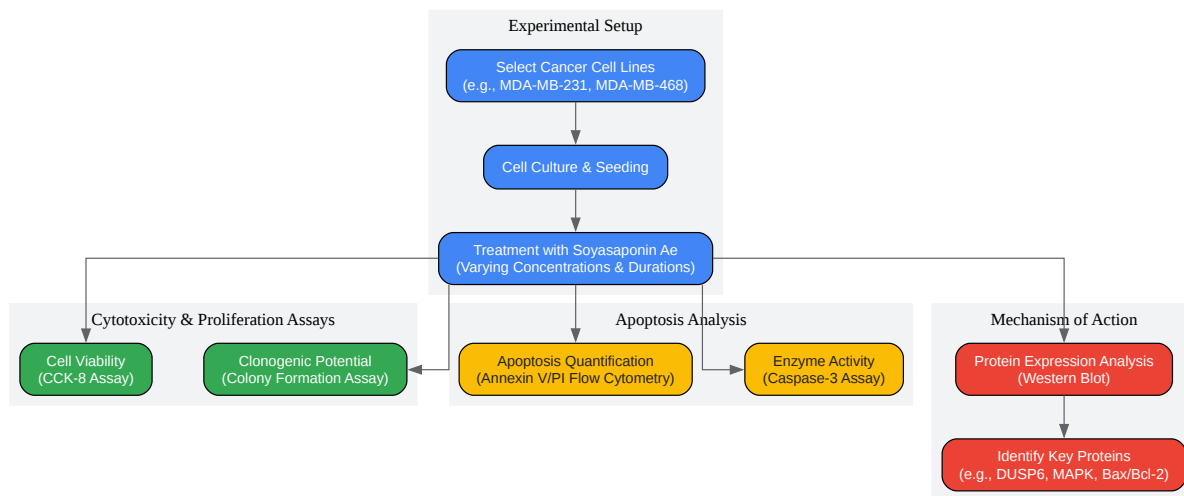 Experimental Setup
Select Cancer Cell Lines
(e.g., MDA-MB-231, MDA-MB-468)
Cell Culture & Seeding
Treatment with Soyasaponin Ae
(Varying Concentrations & Durations)
Cytotoxicity & Proliferation Assays
Cell Viability
(CCK-8 Assay)
Clonogenic Potential
(Colony Formation Assay)
Apoptosis Analysis
Apoptosis Quantification
(Annexin V/PI Flow Cytometry)
Enzyme Activity
(Caspase-3 Assay)
Mechanism of Action
Protein Expression Analysis
(Western Blot)
Identify Key Proteins
(e.g., DUSP6, MAPK, Bax/Bcl-2)